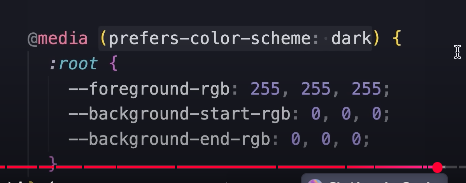 @media (prefers-color-scheme: dark) {
:root {
--foreground-rgb: 255, 255, 255;
--background-start-rgb: 0, 0, 0;
--background-end-rgb: 0, 0, 0;
}